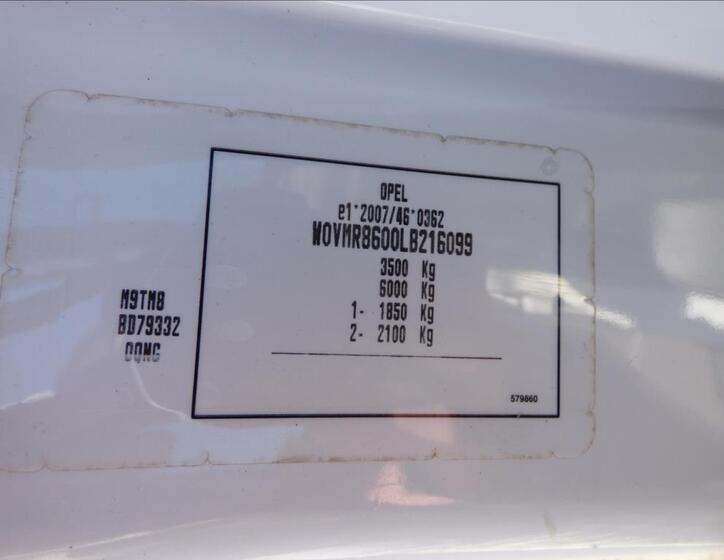 OPEL
e1*2007/46*0362
W0VMR8600LB216099
3500 Kg
6000 Kg
1- 1850 Kg
2- 2100 Kg
M9TM8
BD79332
0QNG
579860